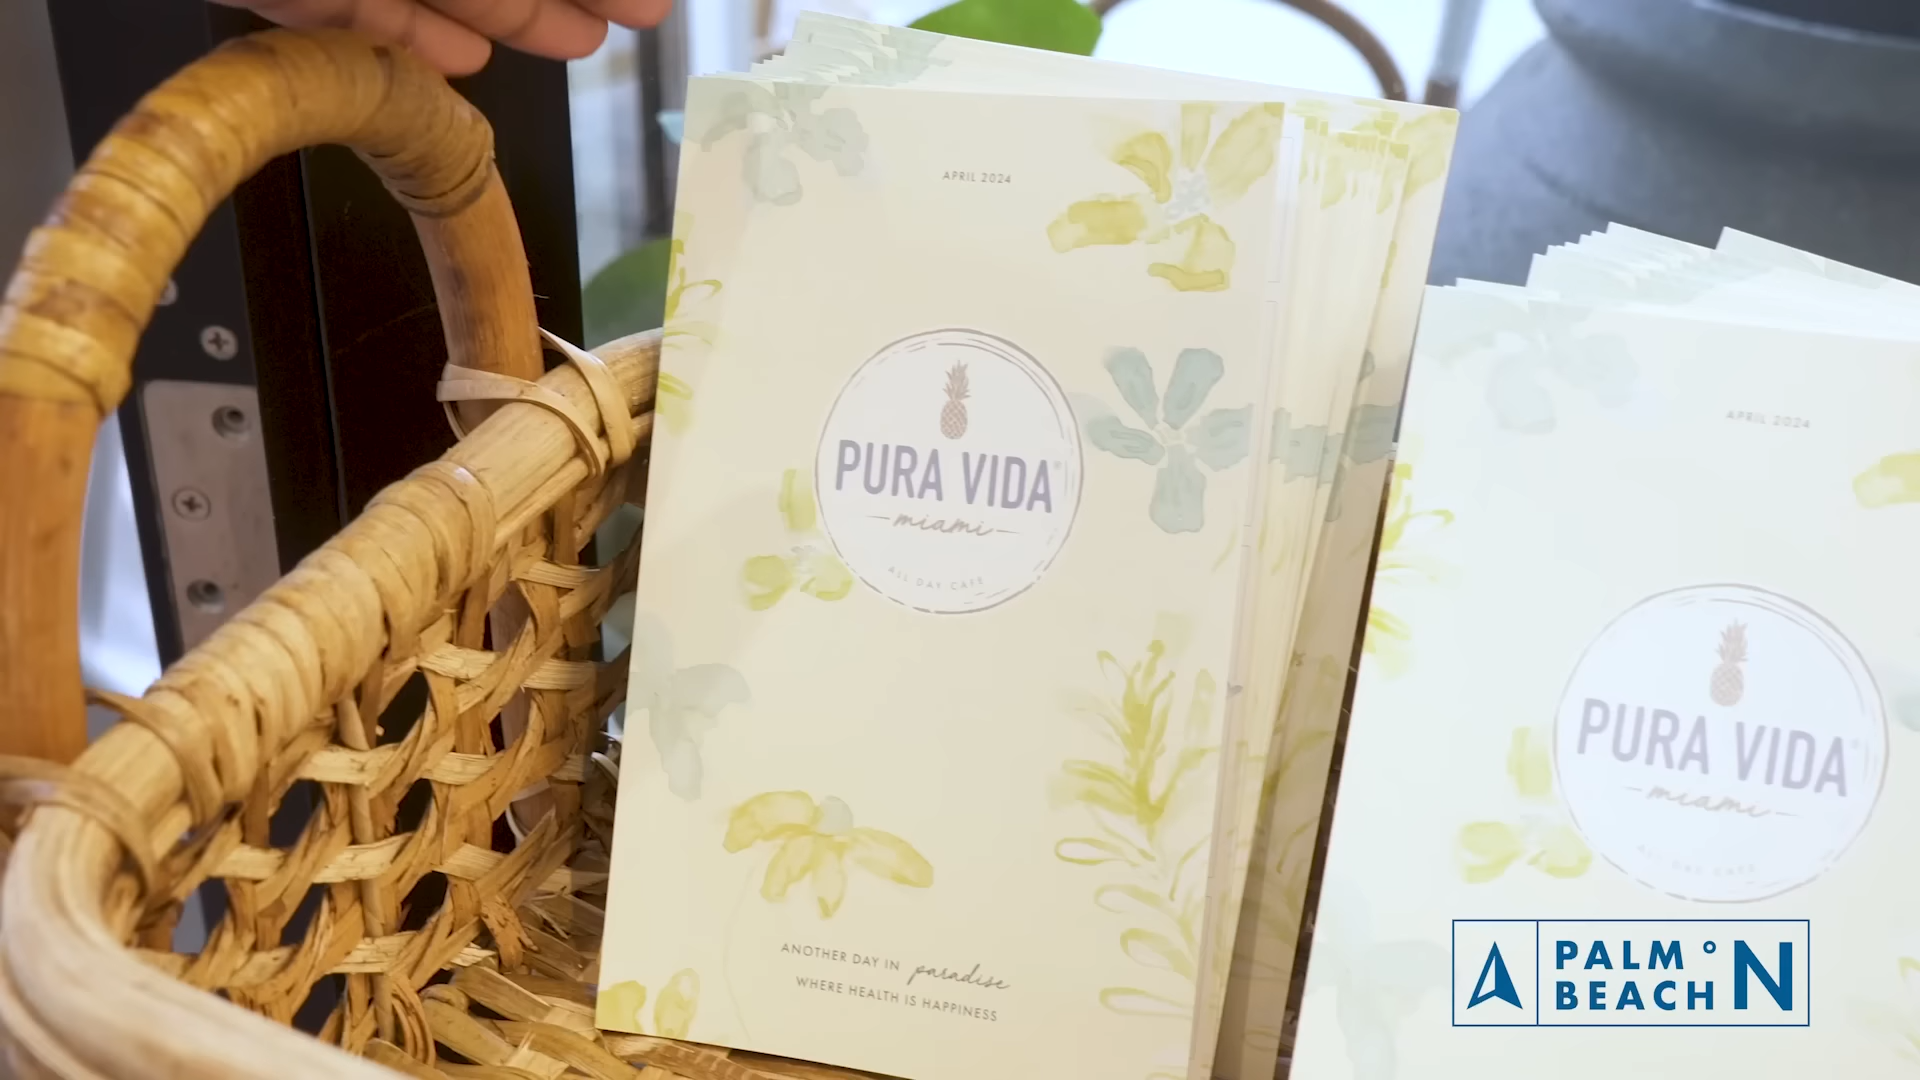 APRIL 2024
PURA VIDA
miami
ALL DAY CAFE
ANOTHER DAY IN paradise
WHERE HEALTH IS HAPPINESS
APRIL 2024
PURA VIDA
miami
ALL DAY CAFE
PALM °
BEACH N